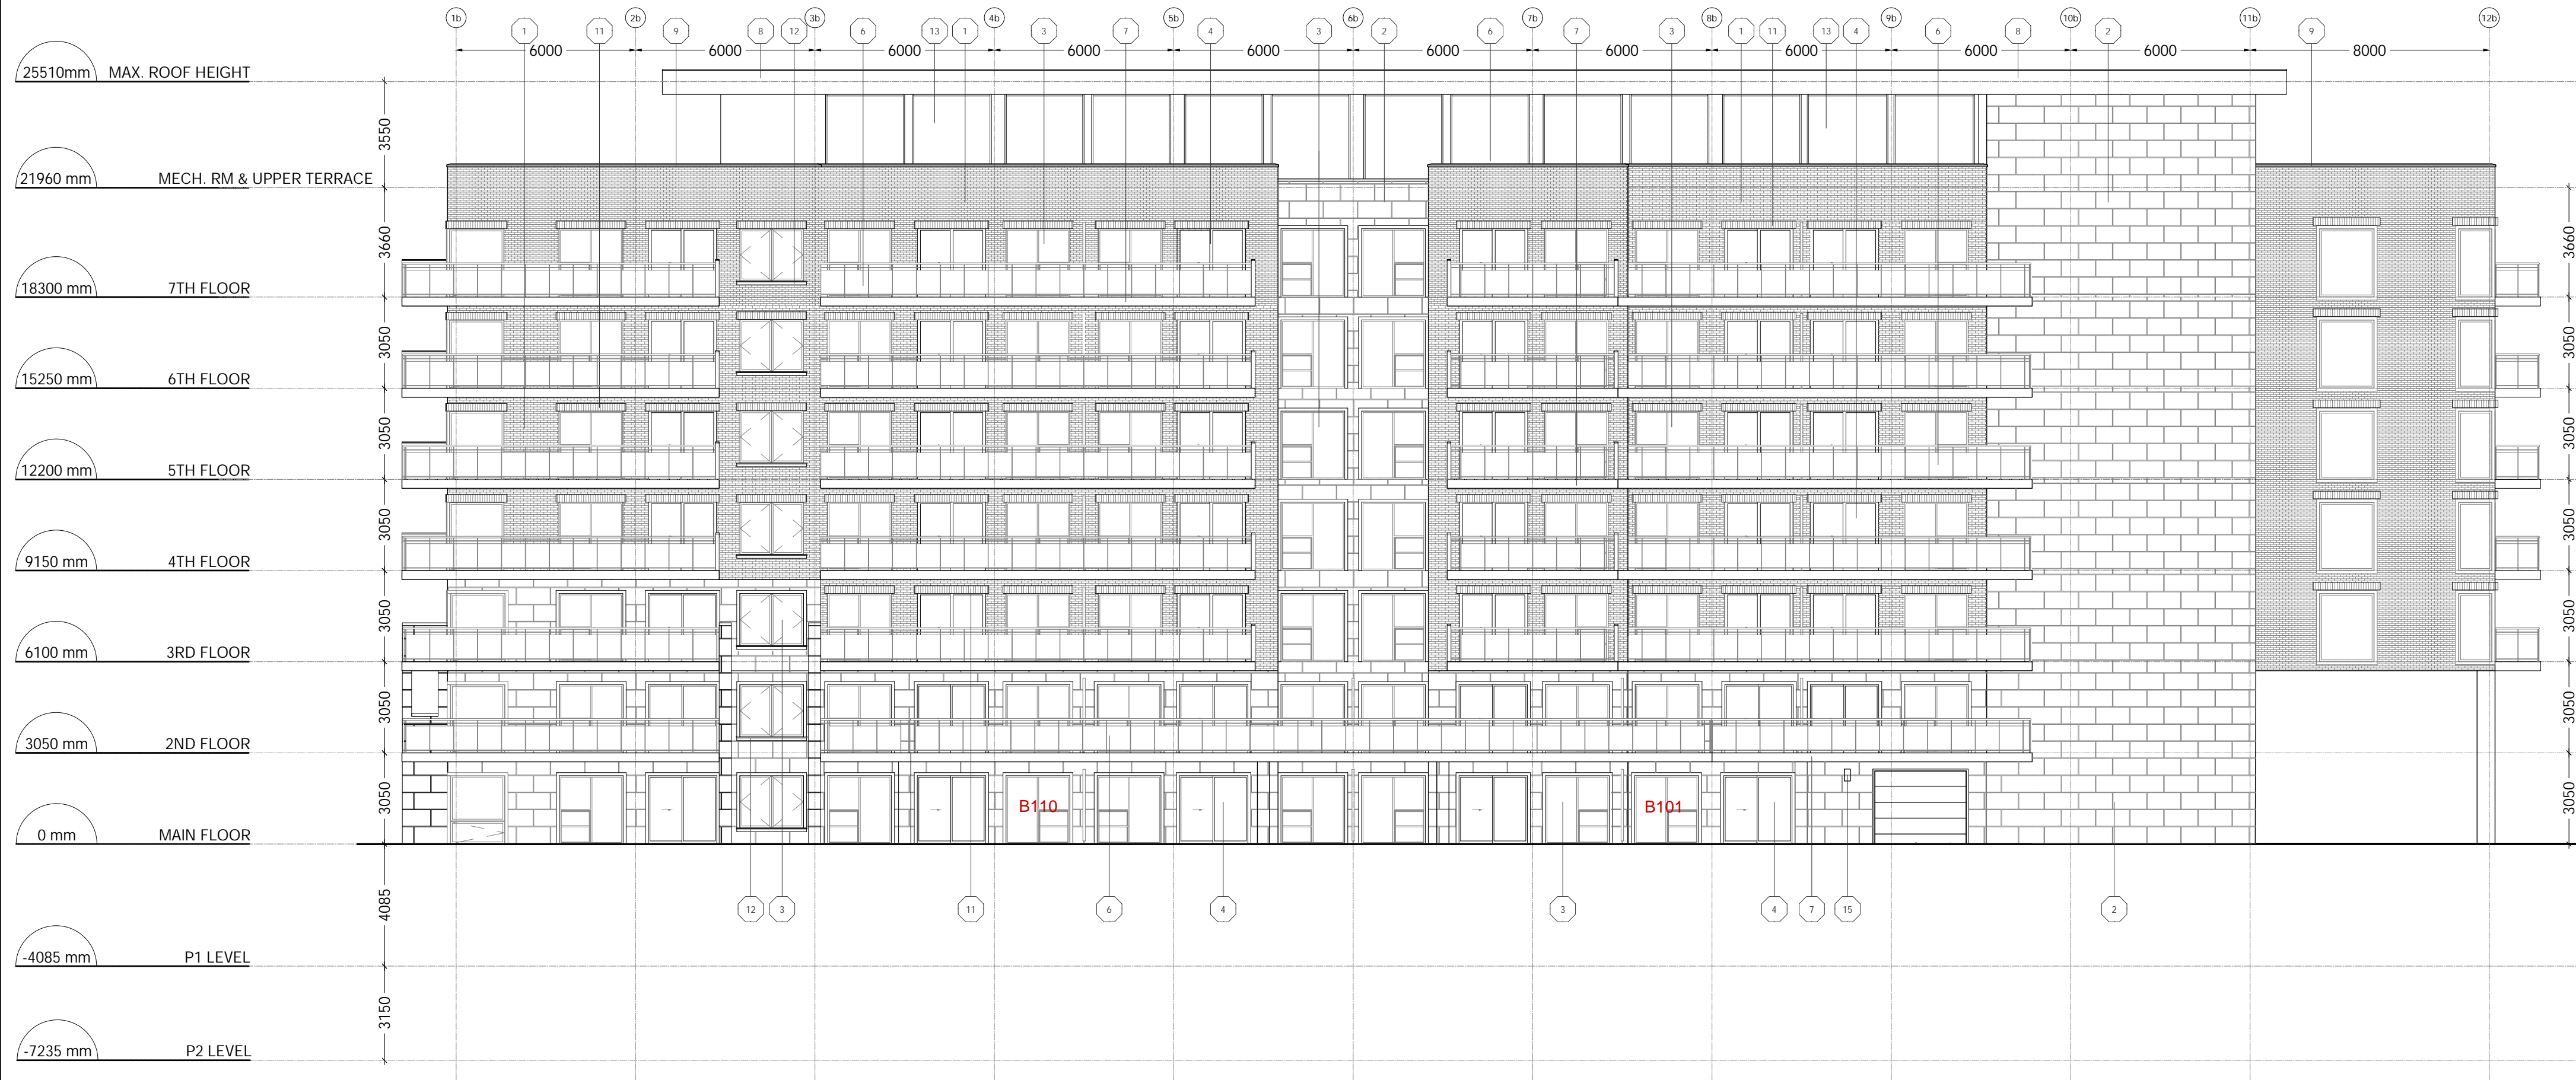 1b 2b 3b 4b 5b 6b 7b 8b 9b 10b 11b 12b
1 11 9 8 12 6 13 1 3 7 4 3 2 6 7 3 1 11 13 4 6 8 2 9
6000 6000 6000 6000 6000 6000 6000 6000 6000 6000 8000
25510mm MAX. ROOF HEIGHT
3550
21960 mm MECH. RM & UPPER TERRACE
3660 3660
18300 mm 7TH FLOOR
3050 3050
15250 mm 6TH FLOOR
3050 3050
12200 mm 5TH FLOOR
3050 3050
9150 mm 4TH FLOOR
3050 3050
6100 mm 3RD FLOOR
3050 3050
3050 mm 2ND FLOOR
3050 B110 B101 3050
0 mm MAIN FLOOR
4085 12 3 11 6 4 3 4 7 15 2
-4085 mm P1 LEVEL
3150
-7235 mm P2 LEVEL